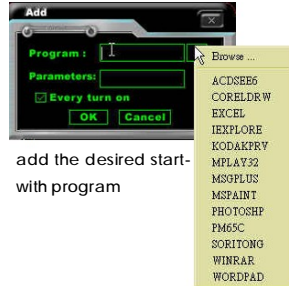 Add
Program :
Parameters:
Every turn on
OK Cancel
add the desired start-
with program
Browse ...
ACDSEE6
CORELDRW
EXCEL
IEXPLORE
KODAKPRV
MPLAY32
MSGPLUS
MSPAINT
PHOTOSHP
PM65C
SORITONG
WINRAR
WORDPAD